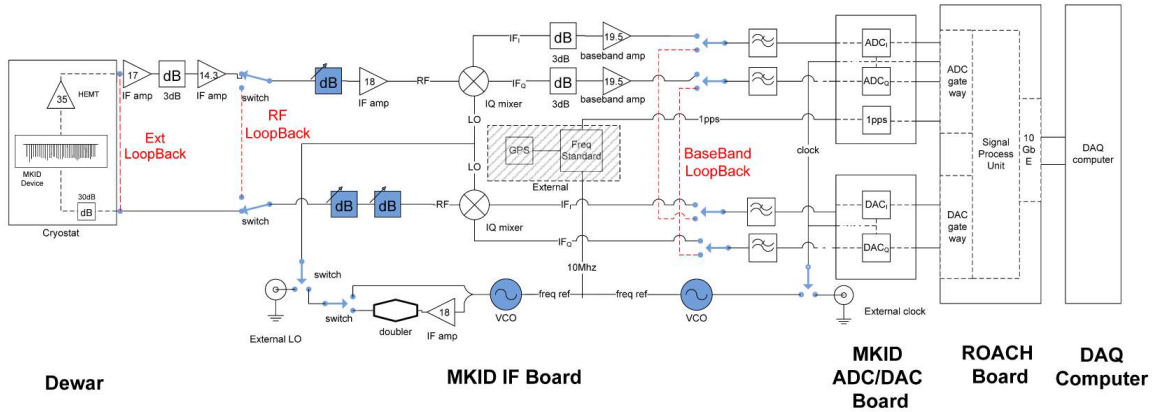 35
HEMT
MKID
Device
30dB
dB
Cryostat
17
IF amp
dB
3dB
14.3
IF amp
switch
Ext
LoopBack
RF
LoopBack
switch
dB
18
IF amp
RF
IQ mixer
LO
LO
IF_I
IF_Q
dB
3dB
19.5
baseband amp
dB
3dB
19.5
baseband amp
GPS
Freq
Standard
External
1pps
BaseBand
LoopBack
clock
dB
dB
RF
IQ mixer
IF_I
IF_Q
10Mhz
switch
switch
External LO
doubler
18
IF amp
VCO
freq ref
freq ref
VCO
External clock
ADC_I
ADC_Q
1pps
DAC_I
DAC_Q
ADC
gate
way
DAC
gate
way
Signal
Process
Unit
10
Gb
E
DAQ
computer
Dewar
MKID IF Board
MKID
ADC/DAC
Board
ROACH
Board
DAQ
Computer